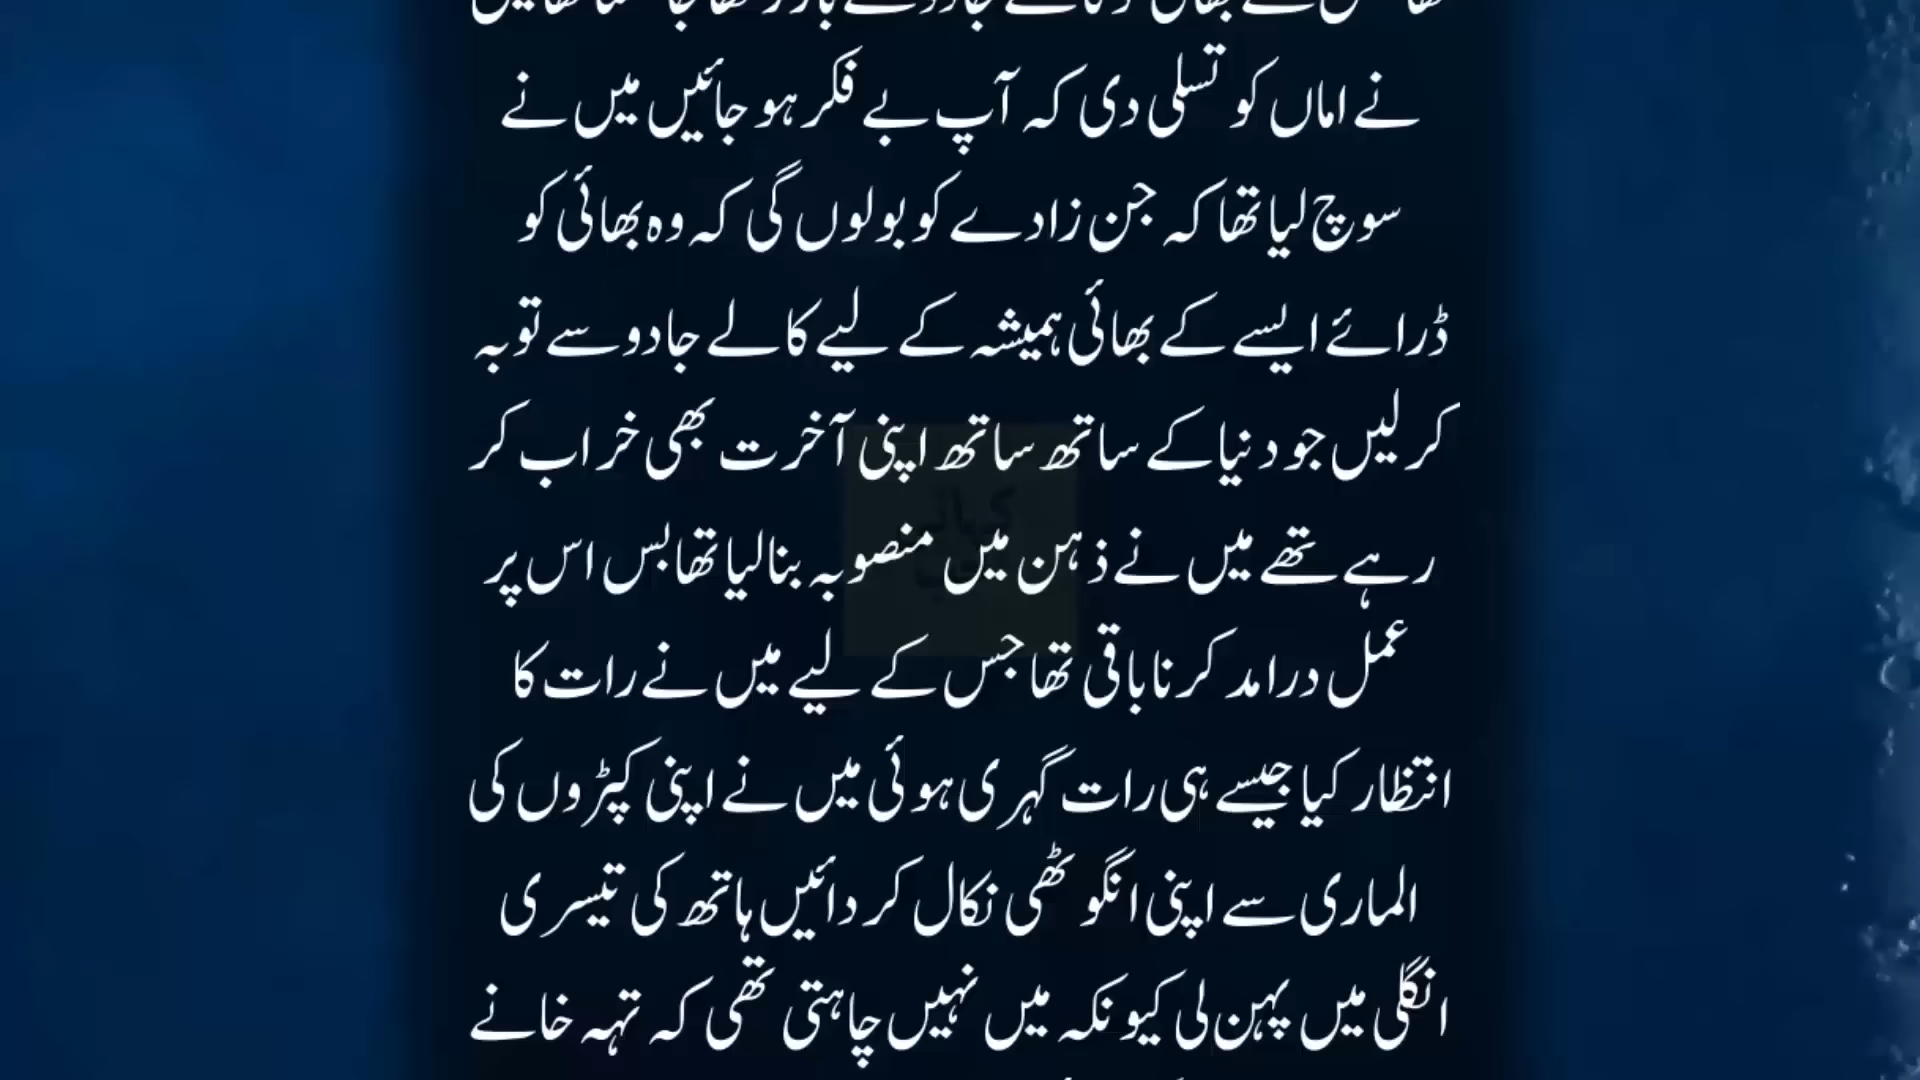 نے اماں کو تسلی دی کہ آپ بے فکر ہو جائیں میں نے
سوچ لیا تھا کہ جن زادے کو بولوں گی کہ وہ بھائی کو
ڈرائے ایسے کے بھائی ہمیشہ کے لیے کالے جادو سے توبہ
کر لیں جو دنیا کے ساتھ ساتھ اپنی آخرت بھی خراب کر
رہے تھے میں نے ذہن میں منصوبہ بنا لیا تھا بس اس پر
عمل درامد کرنا باقی تھا جس کے لیے میں نے رات کا
انتظار کیا جیسے ہی رات گہری ہوئی میں نے اپنی کپڑوں کی
الماری سے اپنی انگوٹھی نکال کر دائیں ہاتھ کی تیسری
انگلی میں پہن لی کیونکہ میں نہیں چاہتی تھی کہ تہہ خانے